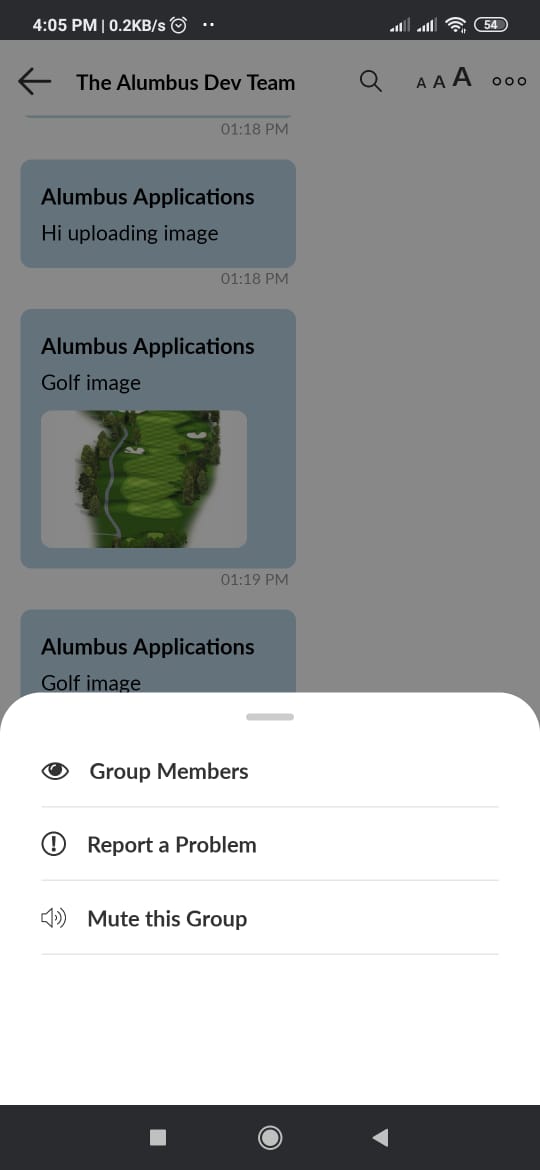 4:05 PM | 0.2KB/s
54
The Alumbus Dev Team
A A A
01:18 PM
Alumbus Applications
Hi uploading image
01:18 PM
Alumbus Applications
Golf image
01:19 PM
Alumbus Applications
Golf image
Group Members
Report a Problem
Mute this Group